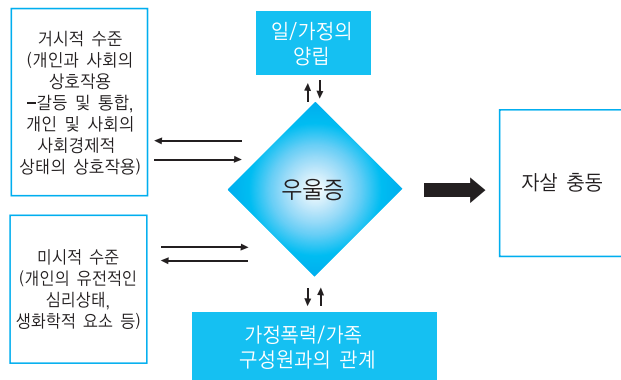 거시적 수준
(개인과 사회의
상호작용
–갈등 및 통합,
개인 및 사회의
사회경제적
상태의 상호작용)
일/가정의
양립
우울증
자살 충동
미시적 수준
(개인의 유전적인
심리상태,
생화학적 요소 등)
가정폭력/가족
구성원과의 관계